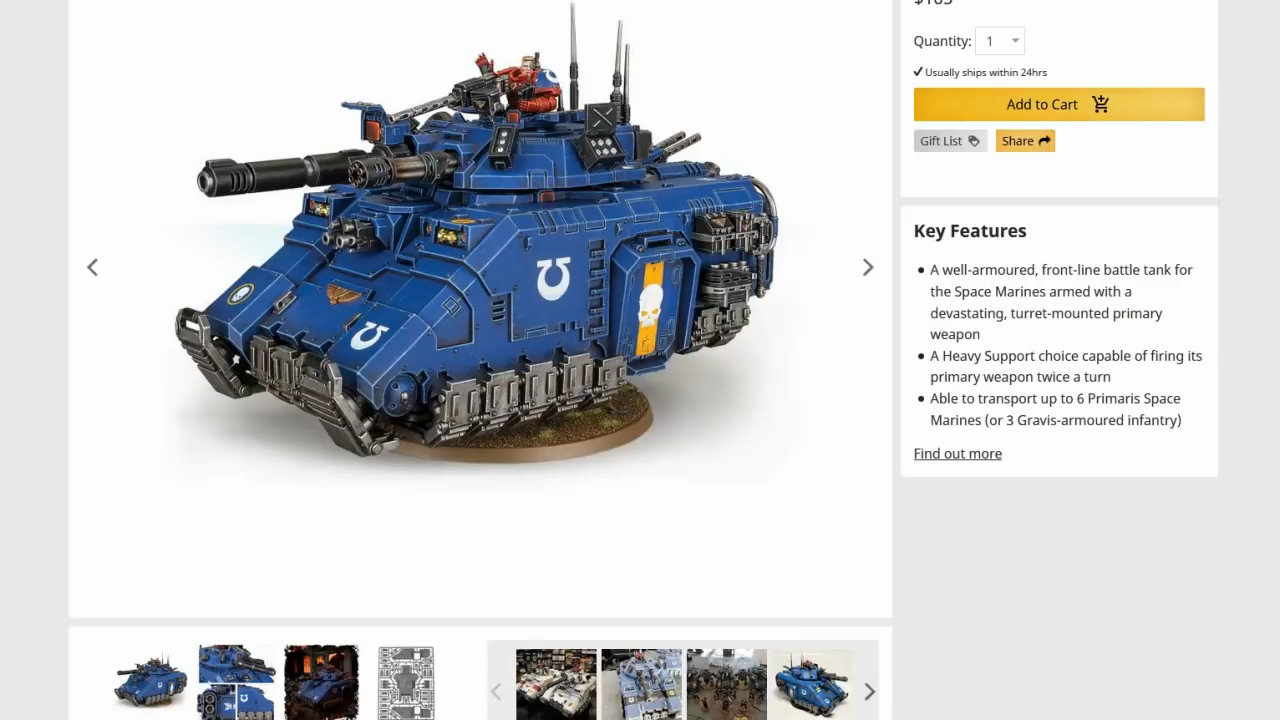 Quantity: 1
Usually ships within 24hrs
Add to Cart
Gift List Share
Key Features
A well-armoured, front-line battle tank for
the Space Marines armed with a
devastating, turret-mounted primary
weapon
A Heavy Support choice capable of firing its
primary weapon twice a turn
Able to transport up to 6 Primaris Space
Marines (or 3 Gravis-armoured infantry)
Find out more